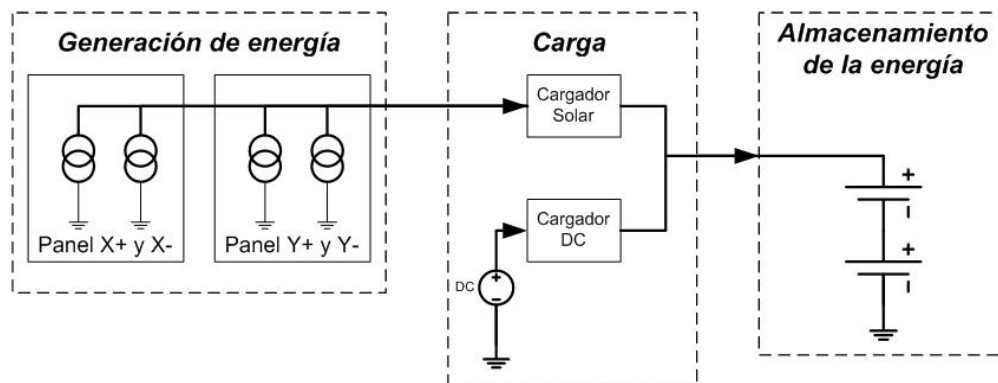 Generación de energía
Panel X+ y X-
Panel Y+ y Y-
Carga
Cargador
Solar
Cargador
DC
DC
+
-
Almacenamiento
de la energía
+
-
+
-